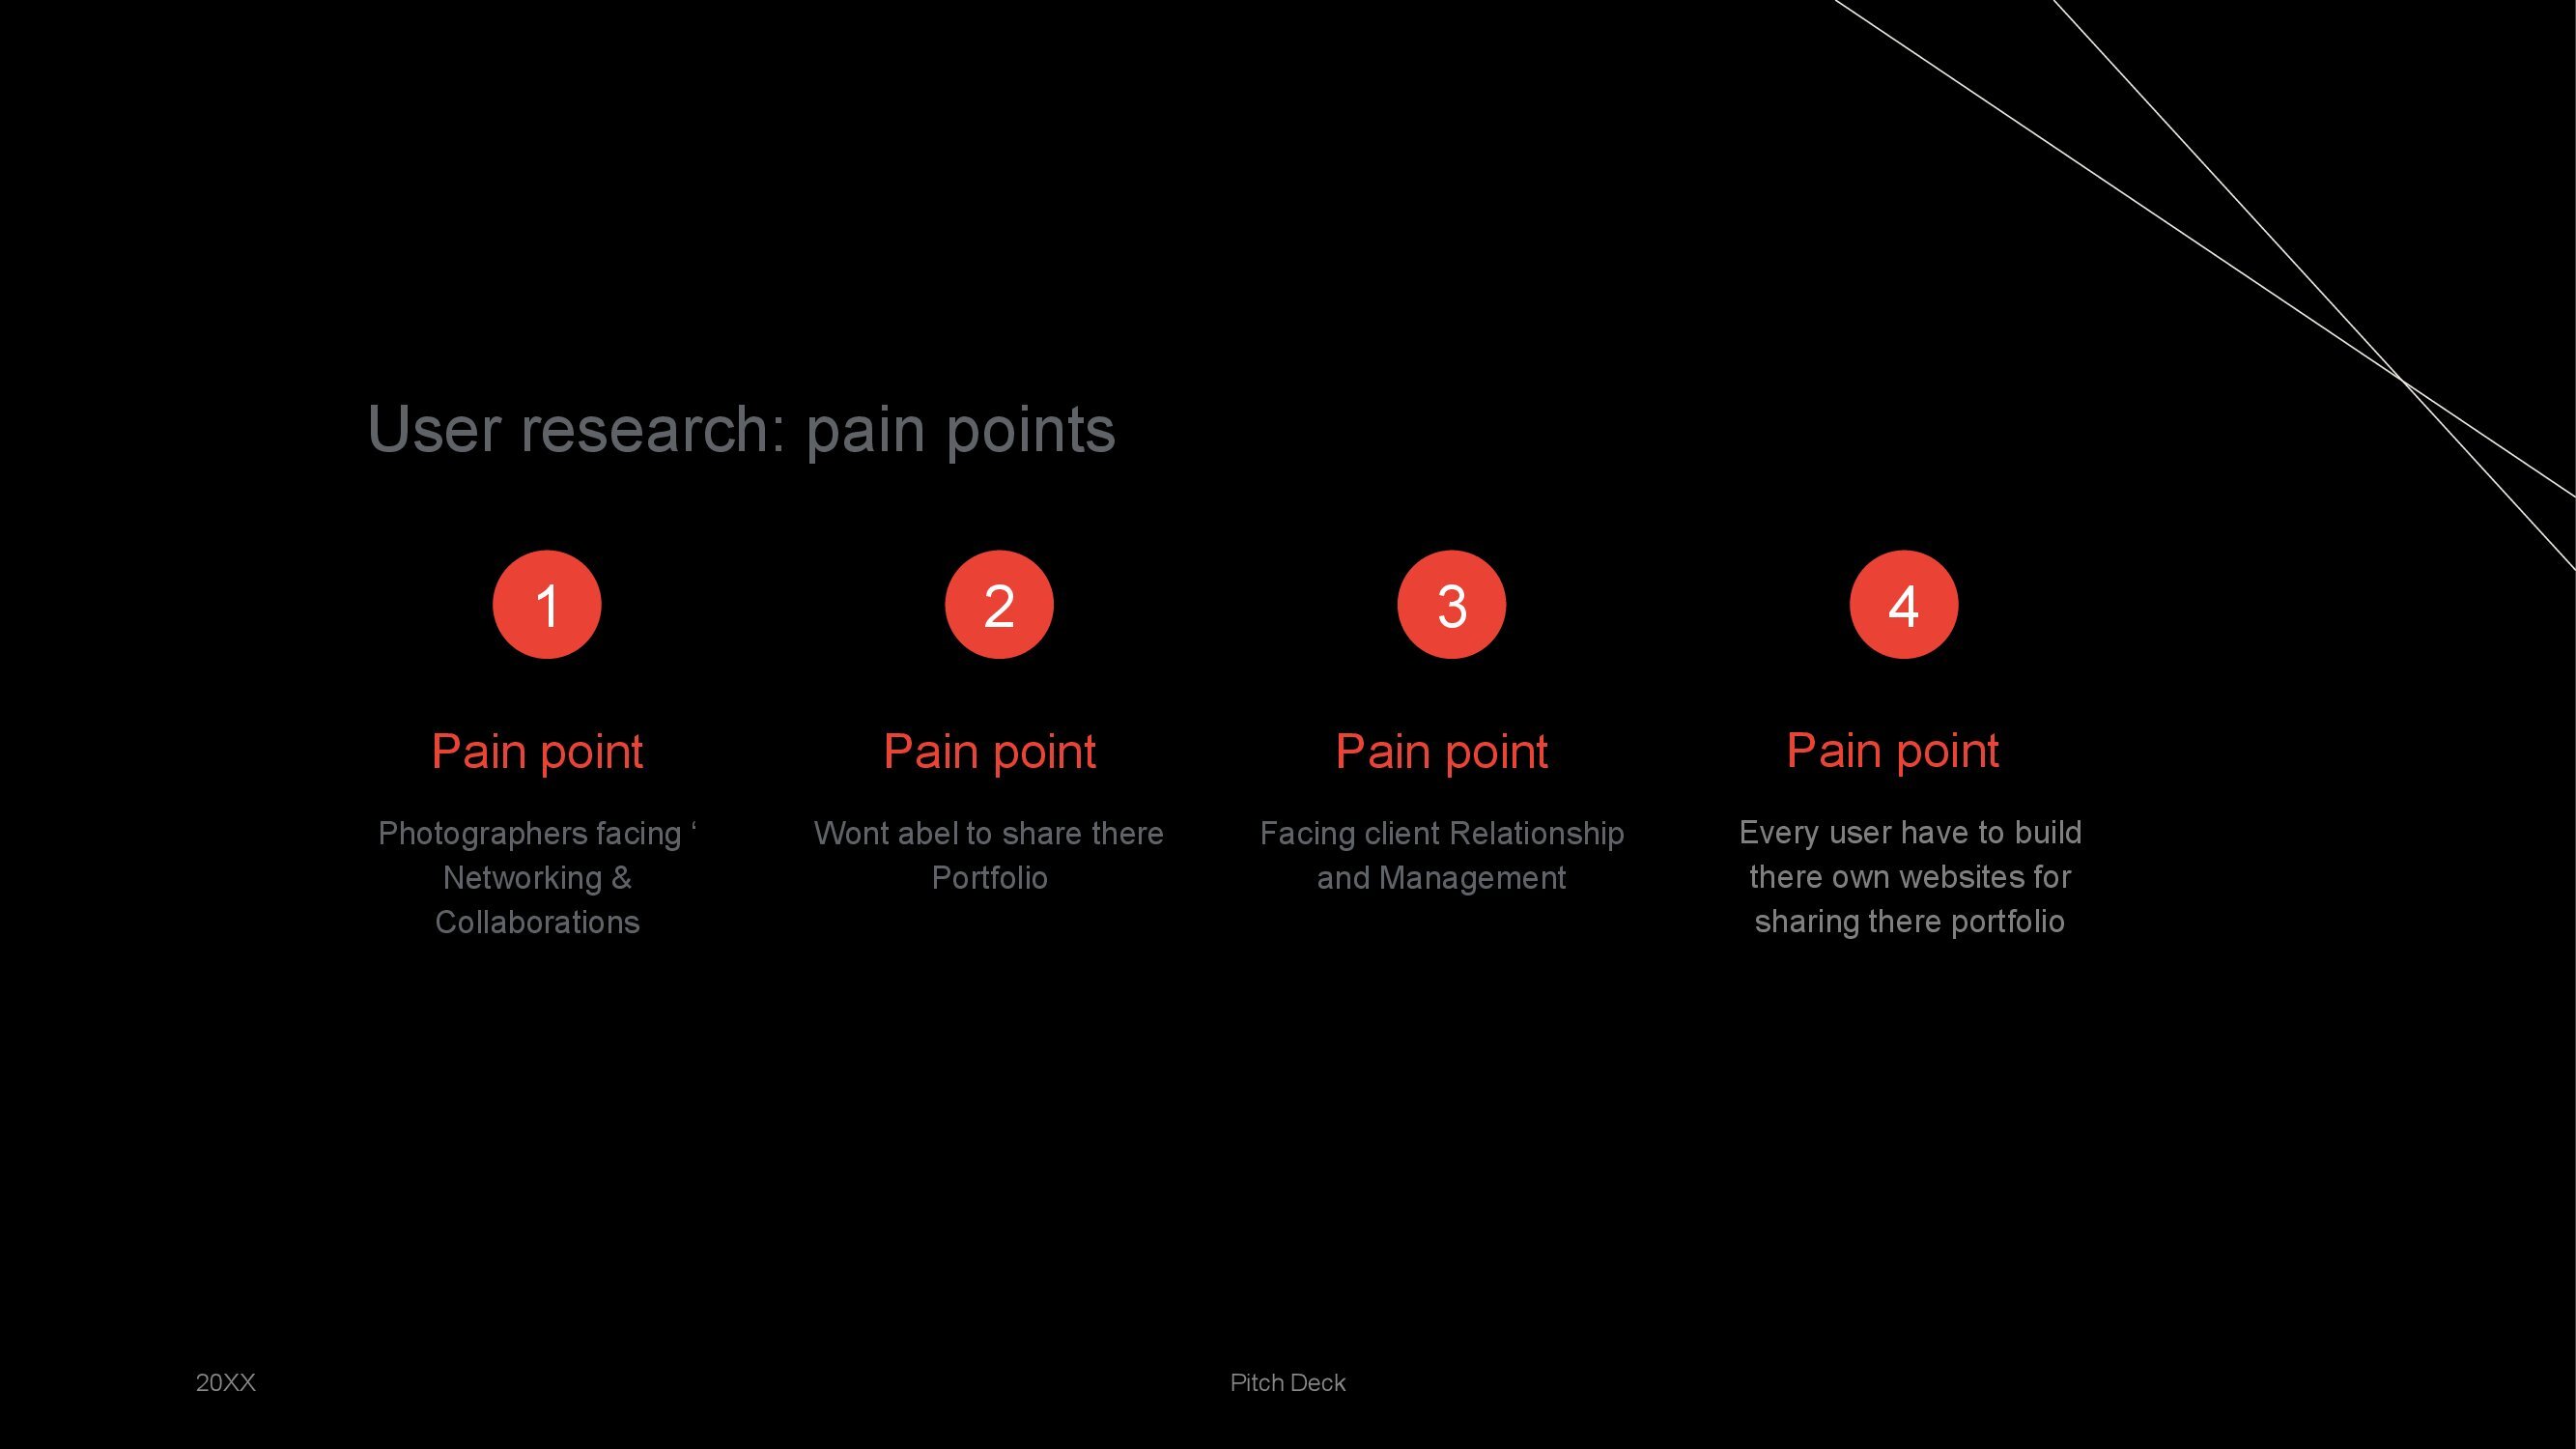 User research: pain points
1
Pain point
Photographers facing ‘
Networking &
Collaborations
2
Pain point
Wont abel to share there
Portfolio
3
Pain point
Facing client Relationship
and Management
4
Pain point
Every user have to build
there own websites for
sharing there portfolio
20XX
Pitch Deck